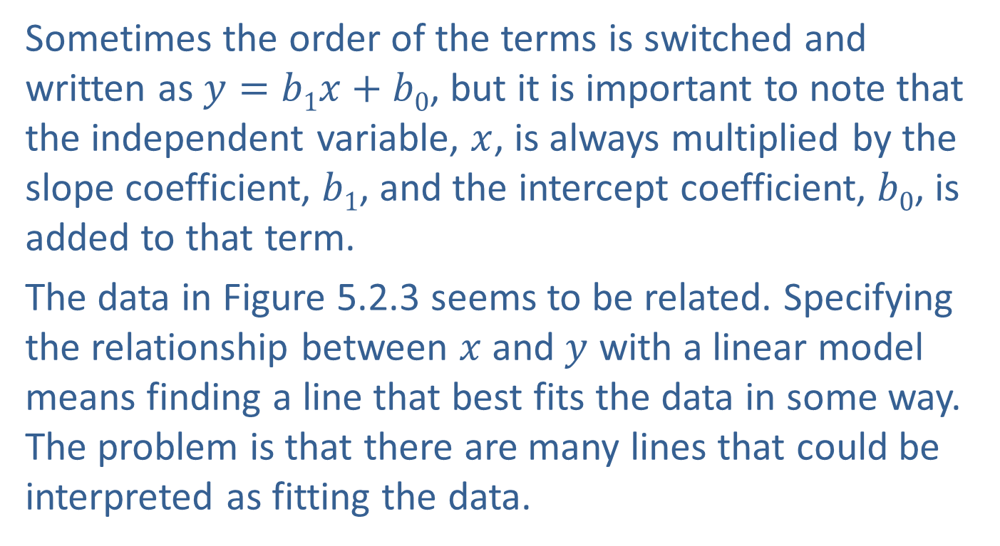 Sometimes the order of the terms is switched and
written as y = b₁x + b₀, but it is important to note that
the independent variable, x, is always multiplied by the
slope coefficient, b₁, and the intercept coefficient, b₀, is
added to that term.
The data in Figure 5.2.3 seems to be related. Specifying
the relationship between x and y with a linear model
means finding a line that best fits the data in some way.
The problem is that there are many lines that could be
interpreted as fitting the data.